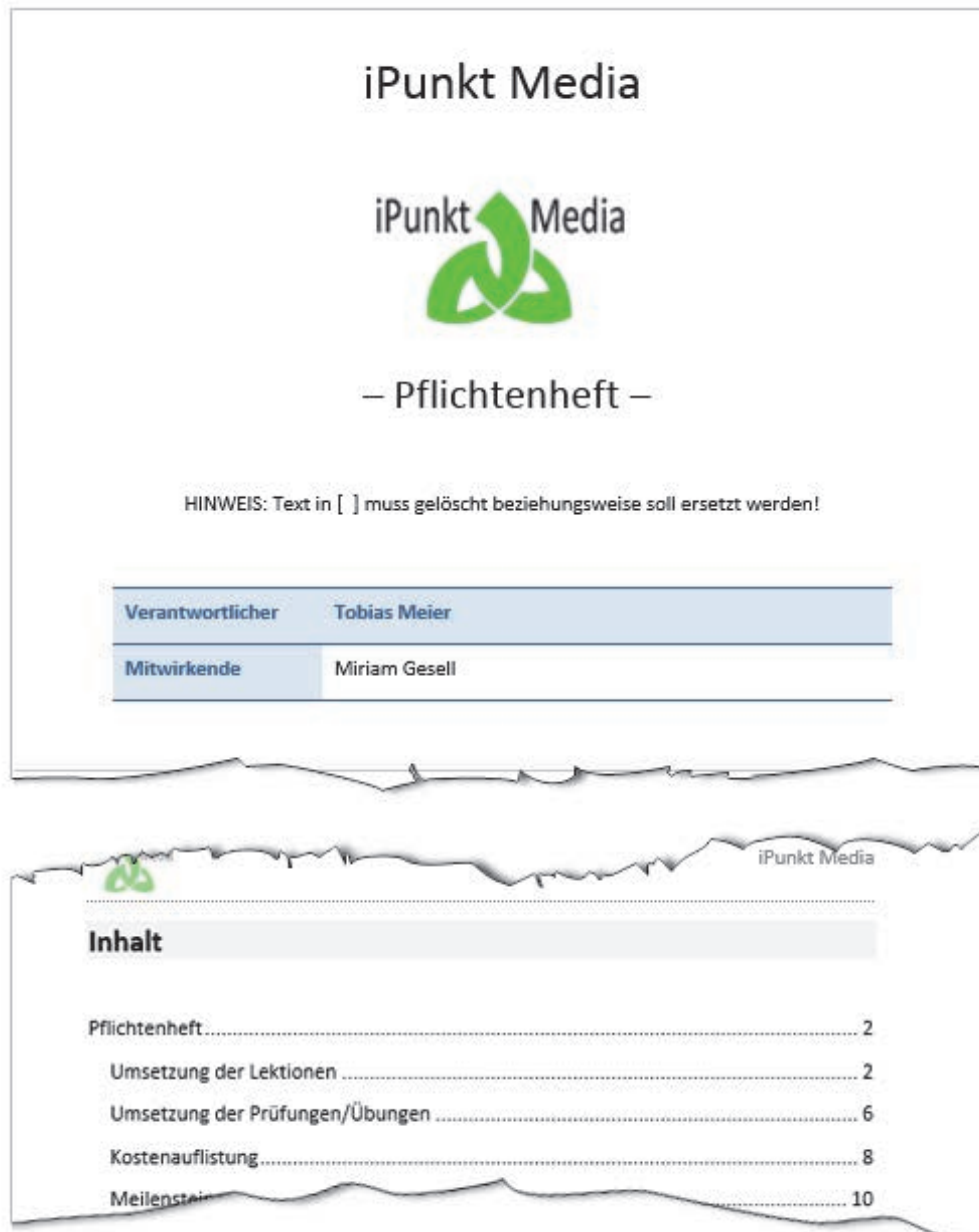 iPunkt Media
iPunkt Media
– Pflichtenheft –
HINWEIS: Text in [ ] muss gelöscht beziehungsweise soll ersetzt werden!
Verantwortlicher Tobias Meier
Mitwirkende Miriam Gesell
iPunkt Media
Inhalt
Pflichtenheft 2
Umsetzung der Lektionen 2
Umsetzung der Prüfungen/Übungen 6
Kostenauflistung 8
10